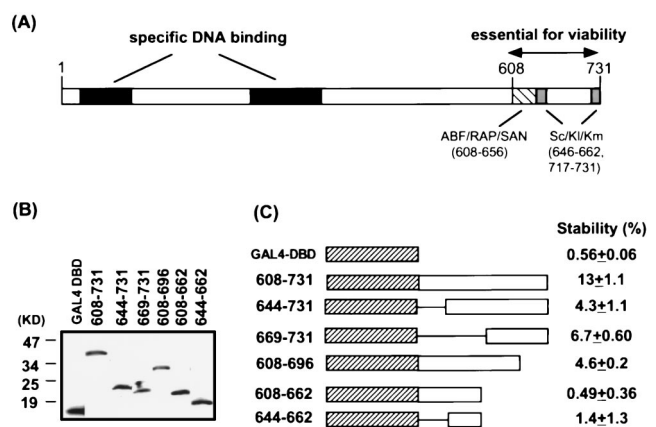 (A)
specific DNA binding
essential for viability
1
608
731
ABF/RAP/SAN
(608-656)
Sc/Kl/Km
(646-662,
717-731)
(B)
GAL4 DBD
608-731
644-731
669-731
608-696
608-662
644-662
(KD)
47
34
25
19
(C)
Stability (%)
GAL4-DBD 0.56±0.06
608-731 13±1.1
644-731 4.3±1.1
669-731 6.7±0.60
608-696 4.6±0.2
608-662 0.49±0.36
644-662 1.4±1.3